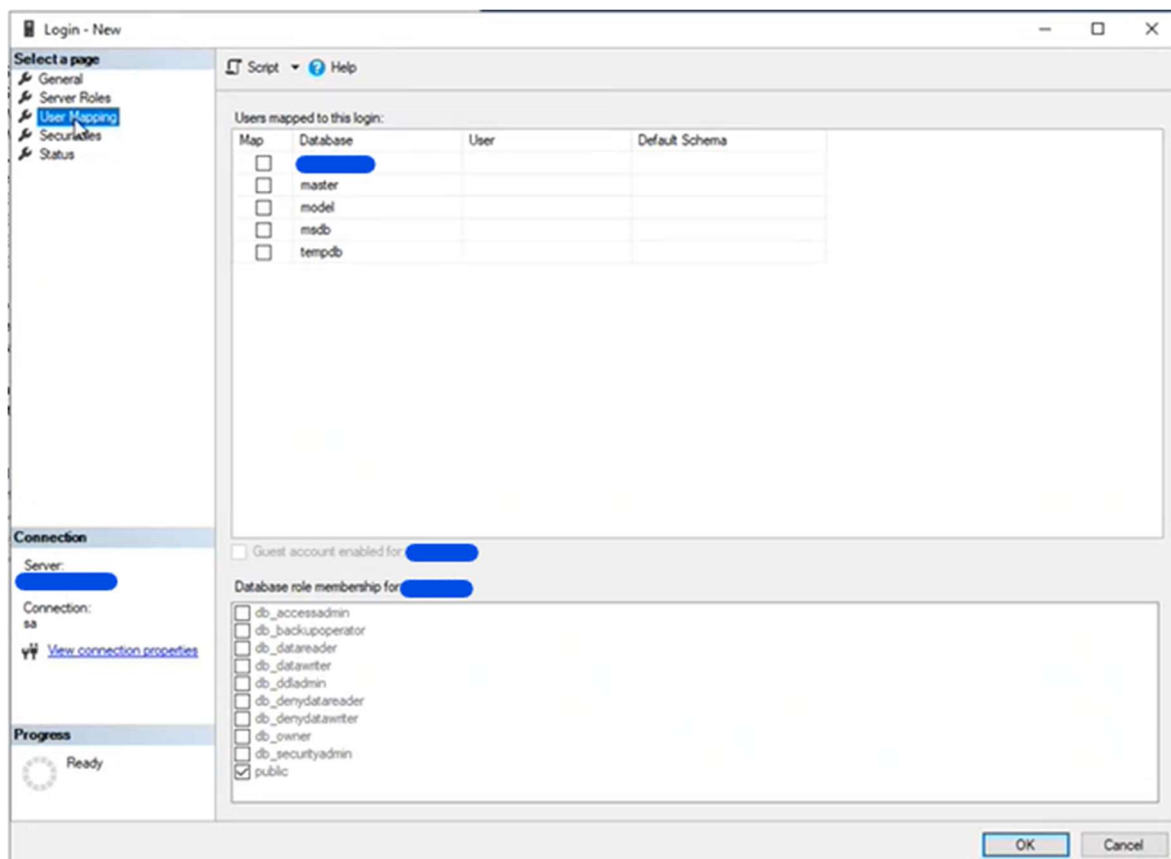 Login - New
Select a page
General
Server Roles
User Mapping
Securables
Status
Script
Help
Users mapped to this login:
Map Database User Default Schema
master
model
msdb
tempdb
Guest account enabled for
Database role membership for
db_accessadmin
db_backupoperator
db_datareader
db_datawriter
db_ddladmin
db_denydatareader
db_denydatawriter
db_owner
db_securityadmin
public
Connection
Server:
Connection:
sa
View connection properties
Progress
Ready
OK Cancel